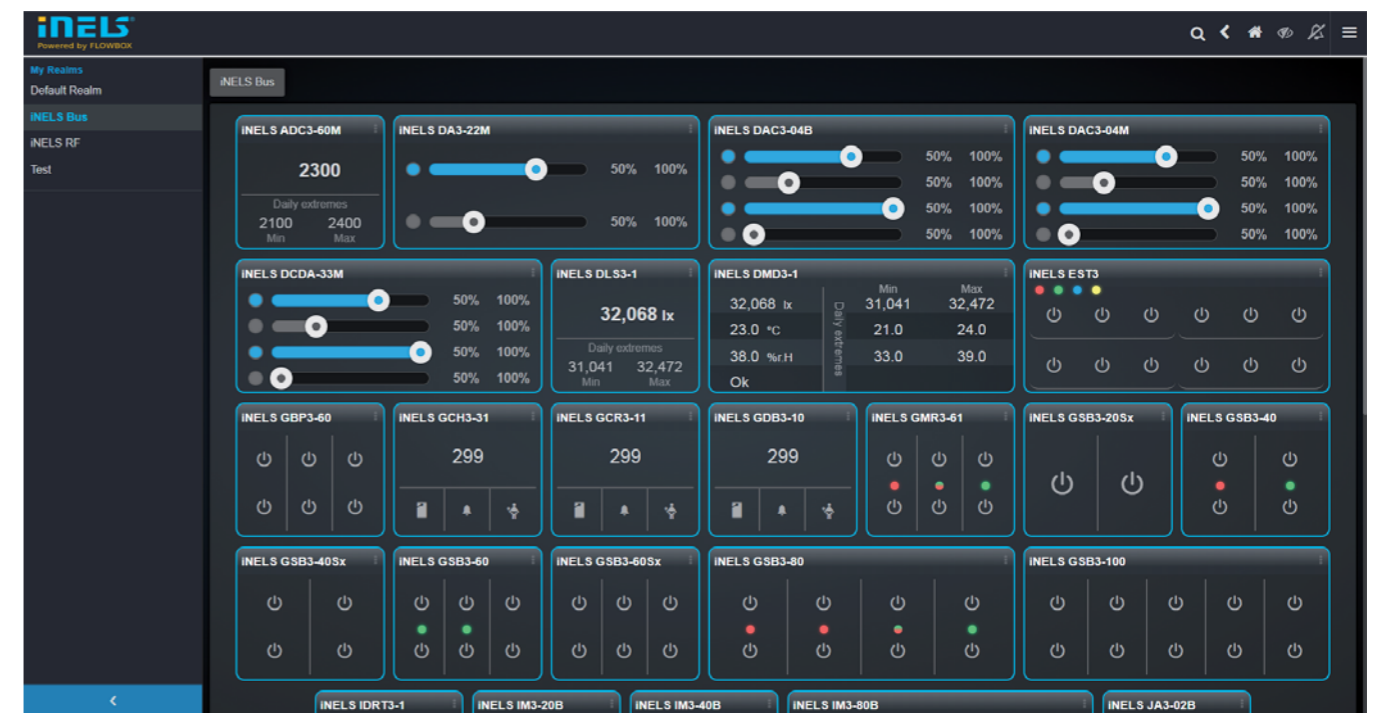 iNELS
Powered by FLOWBOX
My Realms
Default Realm
iNELS Bus
iNELS RF
Test
iNELS Bus
iNELS ADC3-60M
2300
Daily extremes
2100 2400
Min Max
iNELS DA3-22M
50% 100%
50% 100%
iNELS DAC3-04B
50% 100%
50% 100%
50% 100%
50% 100%
iNELS DAC3-04M
50% 100%
50% 100%
50% 100%
50% 100%
iNELS DCDA-33M
50% 100%
50% 100%
50% 100%
50% 100%
iNELS DLS3-1
32,068 lx
Daily extremes
31,041 32,472
Min Max
iNELS DMD3-1
Min Max
32,068 lx 31,041 32,472
23.0 °C 21.0 24.0
38.0 %r.H 33.0 39.0
Ok
Daily extremes
iNELS EST3
iNELS GBP3-60
iNELS GCH3-31
299
iNELS GCR3-11
299
iNELS GDB3-10
299
iNELS GMR3-61
iNELS GSB3-20Sx
iNELS GSB3-40
iNELS GSB3-40Sx
iNELS GSB3-60
iNELS GSB3-60Sx
iNELS GSB3-80
iNELS GSB3-100
iNELS IDRT3-1
iNELS IM3-20B
iNELS IM3-40B
iNELS IM3-80B
iNELS JA3-02B